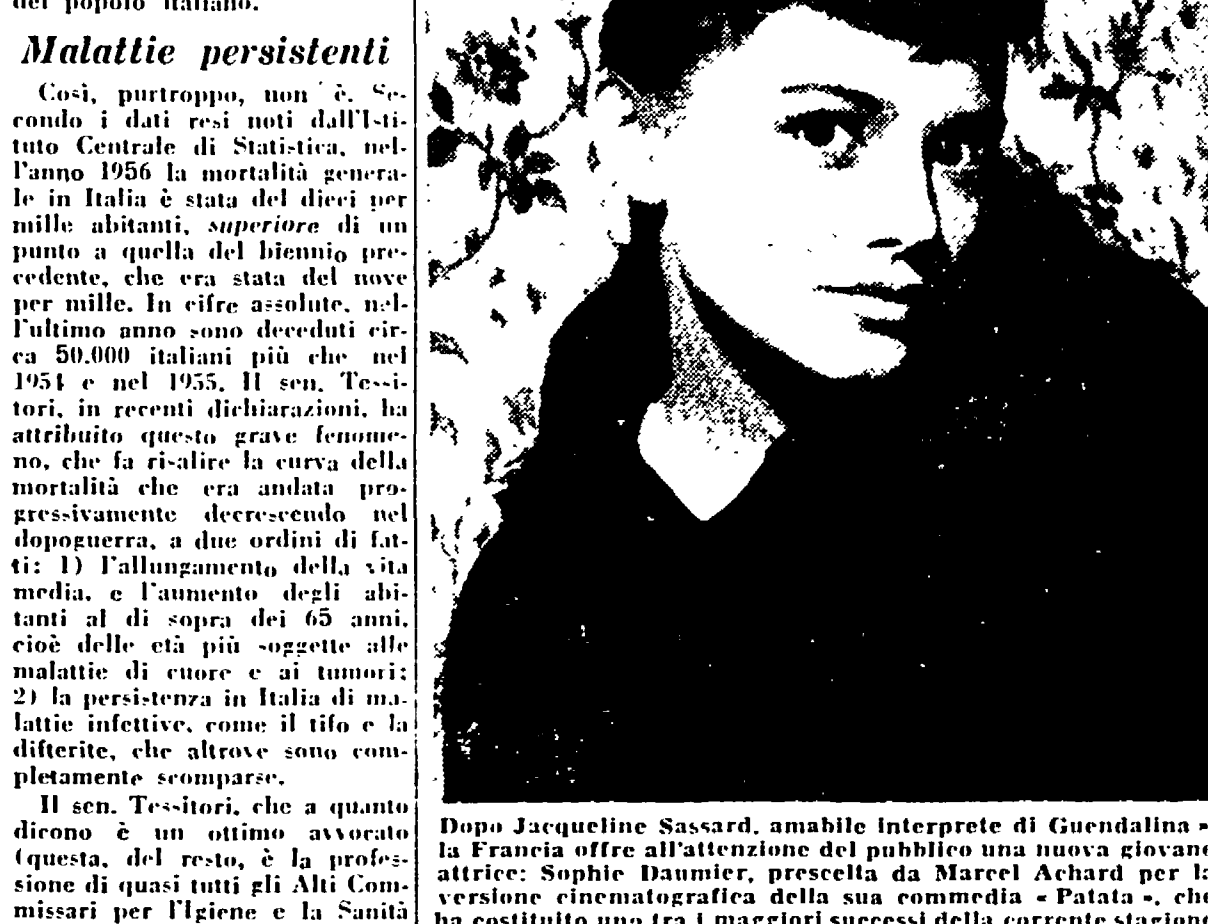 del popolo italiano.
Malattie persistenti
Così, purtroppo, non è. Se-
condo i dati resi noti dall'Isti-
tuto Centrale di Statistica, nel-
l'anno 1956 la mortalità genera-
le in Italia è stata del dieci per
mille abitanti, superiore di un
punto a quella del biennio pre-
cedente, che era stata del nove
per mille. In cifre assolute, nel-
l'ultimo anno sono deceduti cir-
ca 50.000 italiani più che nel
1954 e nel 1955. Il sen. Tessi-
tori, in recenti dichiarazioni, ha
attribuito questo grave fenome-
no, che fa risalire la curva della
mortalità che era andata pro-
gressivamente decrescendo nel
dopoguerra, a due ordini di fat-
ti: 1) l'allungamento della vita
media, e l'aumento degli abi-
tanti al di sopra dei 65 anni,
cioè delle età più soggette alle
malattie di cuore e ai tumori;
2) la persistenza in Italia di ma-
lattie infettive, come il tifo e la
difterite, che altrove sono com-
pletamente scomparse.
Il sen. Tessitori, che a quanto
dicono è un ottimo avvocato
(questa, del resto, è la profes-
sione di quasi tutti gli Alti Com-
missari per l'Igiene e la Sanità
Dopo Jacqueline Sassard, amabile interprete di Guendalina »
la Francia offre all'attenzione del pubblico una nuova giovane
attrice: Sophie Daumier, prescelta da Marcel Achard per la
versione cinematografica della sua commedia « Patata », che
ha costituito uno tra i maggiori successi della corrente stagione